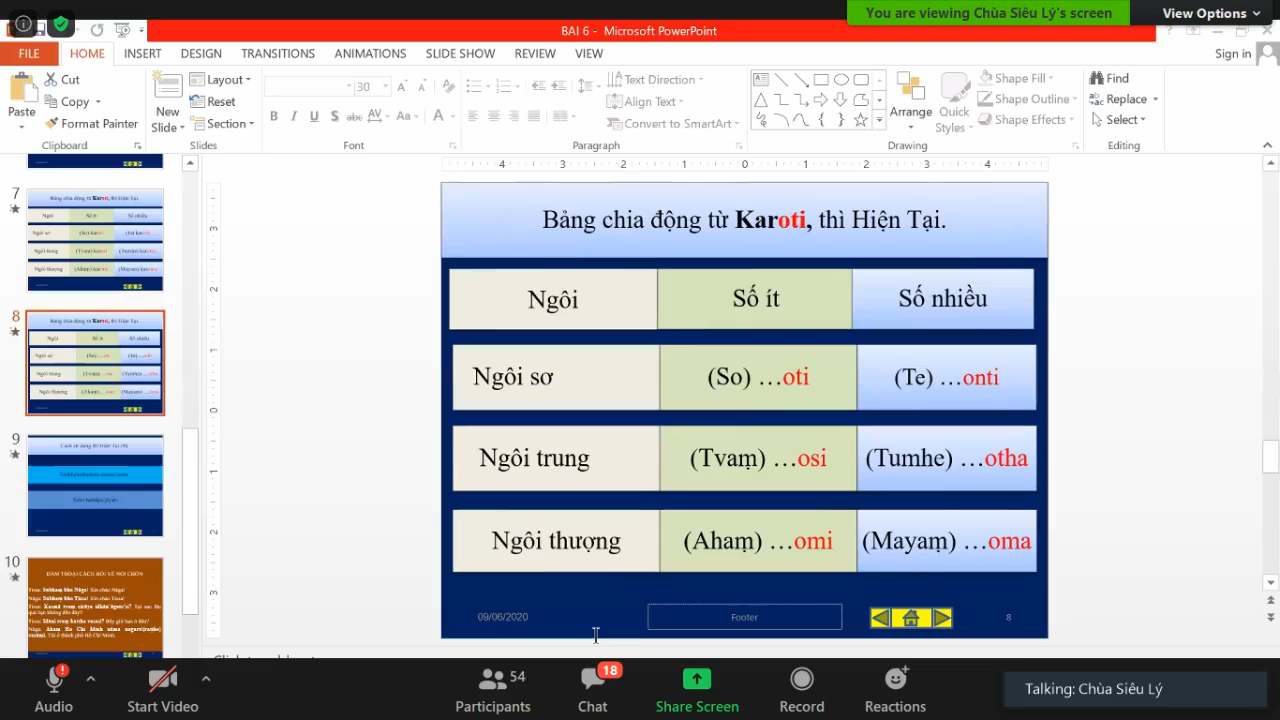 You are viewing Chùa Siêu Lý's screen
View Options
BAI 6 - Microsoft PowerPoint
FILE HOME INSERT DESIGN TRANSITIONS ANIMATIONS SLIDE SHOW REVIEW VIEW
Sign in
Paste
Cut
Copy
Format Painter
Clipboard
New Slide
Layout
Reset
Section
Slides
30
Font
Text Direction
Align Text
Convert to SmartArt
Paragraph
Arrange
Quick Styles
Shape Fill
Shape Outline
Shape Effects
Drawing
Find
Replace
Select
Editing
7
8
9
10
Bảng chia động từ Karoti, thì Hiện Tại.
Ngôi Số ít Số nhiều
Ngôi sơ (So) …oti (Te) …onti
Ngôi trung (Tvaṃ) …osi (Tumhe) …otha
Ngôi thượng (Ahaṃ) …omi (Mayaṃ) …oma
09/06/2020 Footer 8
Audio
Start Video
54
Participants
18
Chat
Share Screen
Record
Reactions
Talking: Chùa Siêu Lý